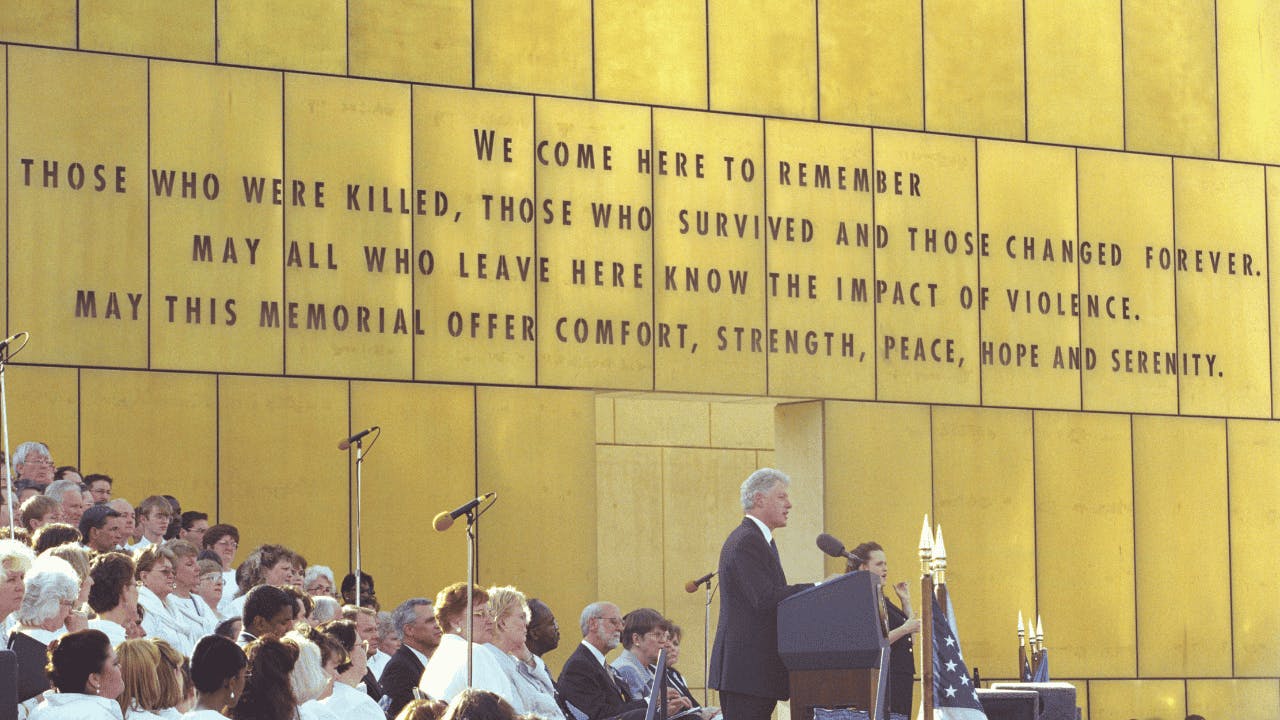 WE COME HERE TO REMEMBER
THOSE WHO WERE KILLED, THOSE WHO SURVIVED AND THOSE CHANGED FOREVER.
MAY ALL WHO LEAVE HERE KNOW THE IMPACT OF VIOLENCE.
MAY THIS MEMORIAL OFFER COMFORT, STRENGTH, PEACE, HOPE AND SERENITY.